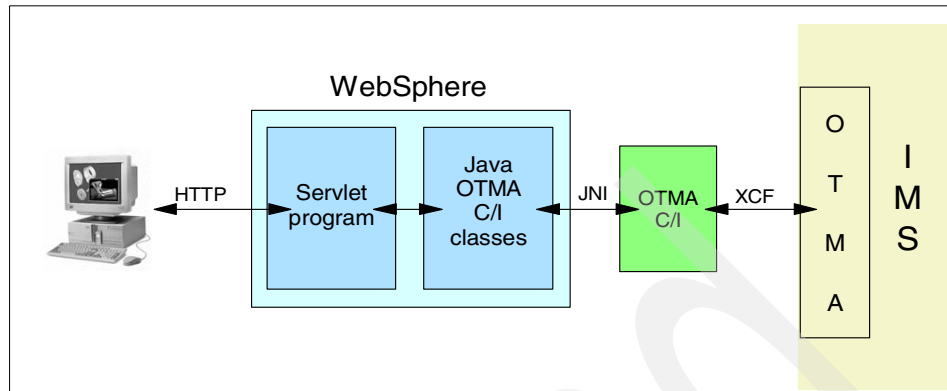 WebSphere
HTTP
Servlet
program
Java
OTMA
C/I
classes
JNI
OTMA
C/I
XCF
O
T
M
A
I
M
S